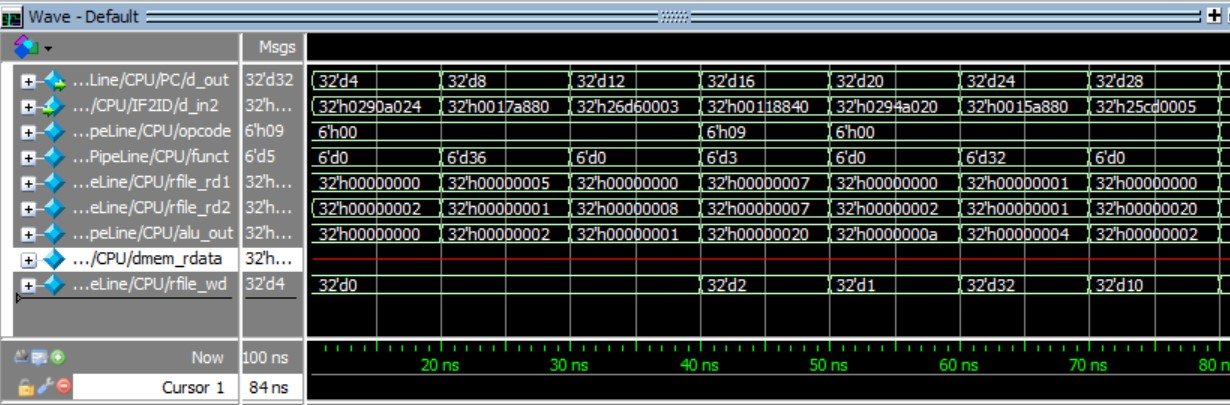 Wave - Default
Msgs
...Line/CPU/PC/d_out 32'd32 32'd4 32'd8 32'd12 32'd16 32'd20 32'd24 32'd28
.../CPU/IF2ID/d_in2 32'h... 32'h0290a024 32'h0017a880 32'h26d60003 32'h00118840 32'h0294a020 32'h0015a880 32'h25cd0005
...peLine/CPU/opcode 6'h09 6'h00 6'h09 6'h00
...PipeLine/CPU/funct 6'd5 6'd0 6'd36 6'd0 6'd3 6'd0 6'd32 6'd0
...eLine/CPU/rfile_rd1 32'h... 32'h00000000 32'h00000005 32'h00000000 32'h00000007 32'h00000000 32'h00000001 32'h00000000
...eLine/CPU/rfile_rd2 32'h... 32'h00000002 32'h00000001 32'h00000008 32'h00000007 32'h00000002 32'h00000001 32'h00000020
...peLine/CPU/alu_out 32'h... 32'h00000000 32'h00000002 32'h00000001 32'h00000020 32'h0000000a 32'h00000004 32'h00000002
.../CPU/dmem_rdata 32'h...
...eLine/CPU/rfile_wd 32'd4 32'd0 32'd2 32'd1 32'd32 32'd10
Now 100 ns 20 ns 30 ns 40 ns 50 ns 60 ns 70 ns 80 n
Cursor 1 84 ns